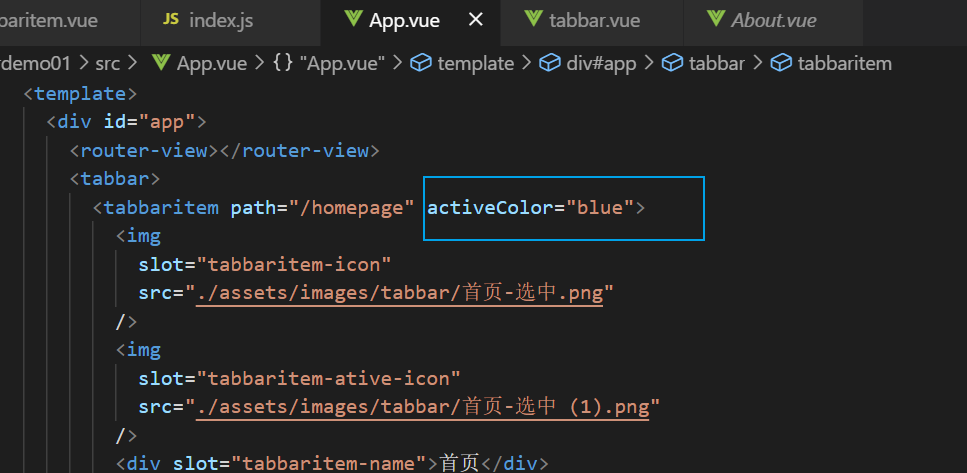 baritem.vue JS index.js App.vue × tabbar.vue About.vue
demo01 > src > App.vue > {} "App.vue" > template > div#app > tabbar > tabbaritem
<template>
<div id="app">
<router-view></router-view>
<tabbar>
<tabbaritem path="/homepage" activeColor="blue">
<img
slot="tabbaritem-icon"
src="./assets/images/tabbar/首页-选中.png"
/>
<img
slot="tabbaritem-ative-icon"
src="./assets/images/tabbar/首页-选中 (1).png"
/>
<div slot="tabbaritem-name">首页</div>